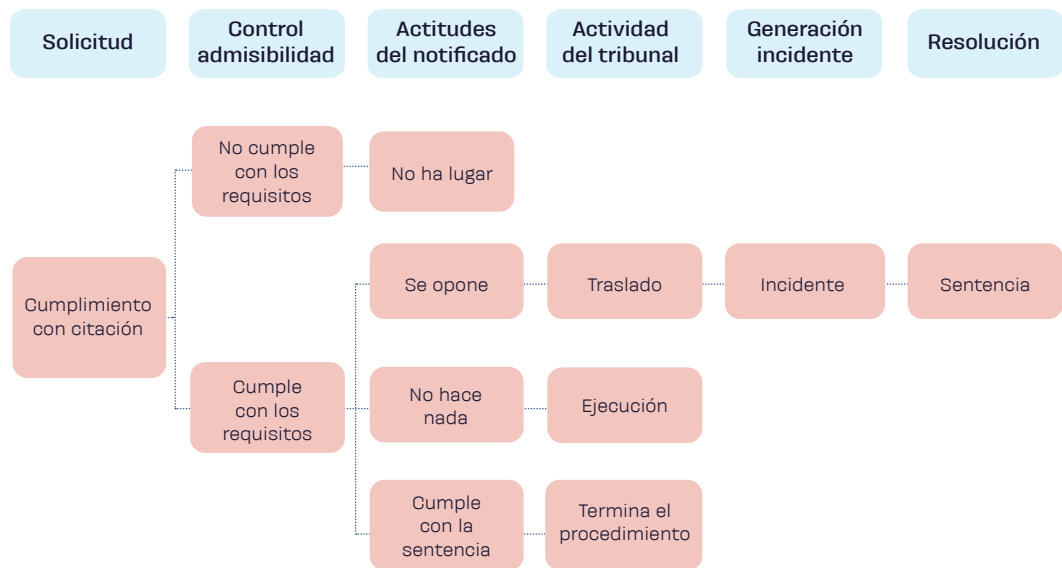 Solicitud
Control
admisibilidad
Actitudes
del notificado
Actividad
del tribunal
Generación
incidente
Resolución
No cumple
con los
requisitos
No ha lugar
Cumplimiento
con citación
Se opone
Traslado
Incidente
Sentencia
Cumple
con los
requisitos
No hace
nada
Ejecución
Cumple
con la
sentencia
Termina el
procedimiento